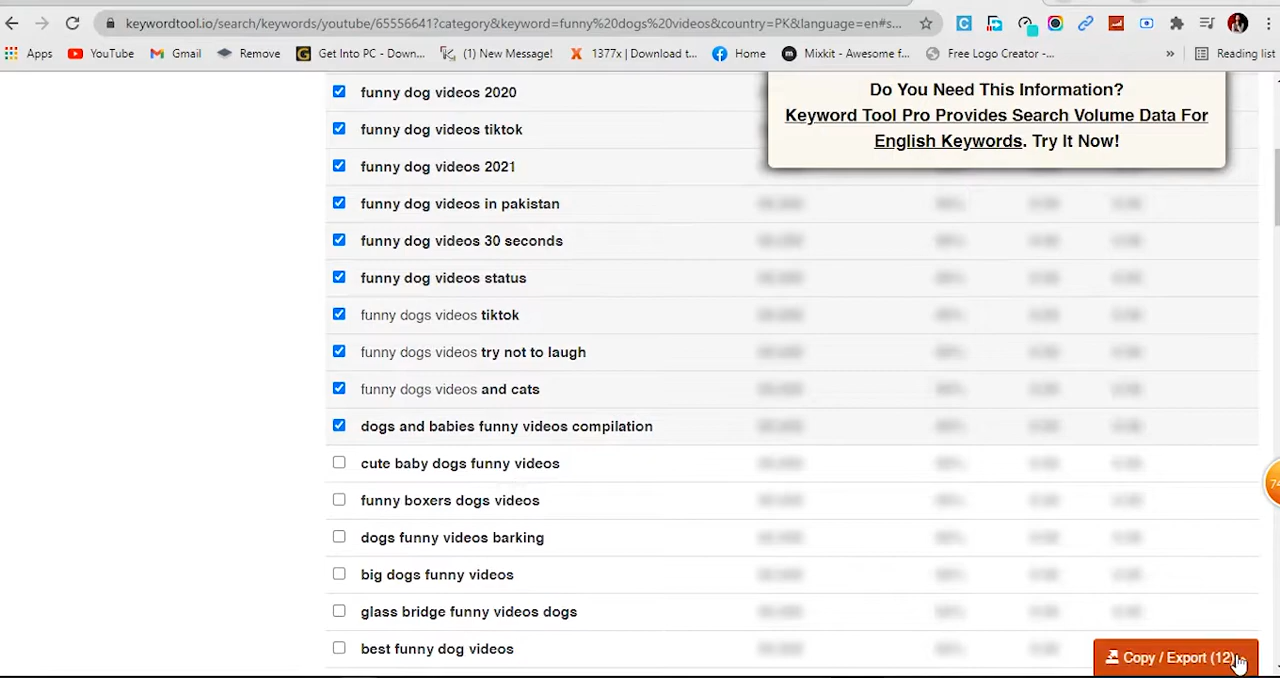 keywordtool.io/search/keywords/youtube/65556641?category&keyword=funny%20dogs%20videos&country=PK&language=en#s...
Apps YouTube Gmail Remove Get Into PC - Down... (1) New Message! 1377x | Download t... Home Mixkit - Awesome f... Free Logo Creator -... » Reading list
Do You Need This Information?
Keyword Tool Pro Provides Search Volume Data For
English Keywords. Try It Now!
funny dog videos 2020
funny dog videos tiktok
funny dog videos 2021
funny dog videos in pakistan
funny dog videos 30 seconds
funny dog videos status
funny dogs videos tiktok
funny dogs videos try not to laugh
funny dogs videos and cats
dogs and babies funny videos compilation
cute baby dogs funny videos
funny boxers dogs videos
dogs funny videos barking
big dogs funny videos
glass bridge funny videos dogs
best funny dog videos
Copy / Export (12)
74